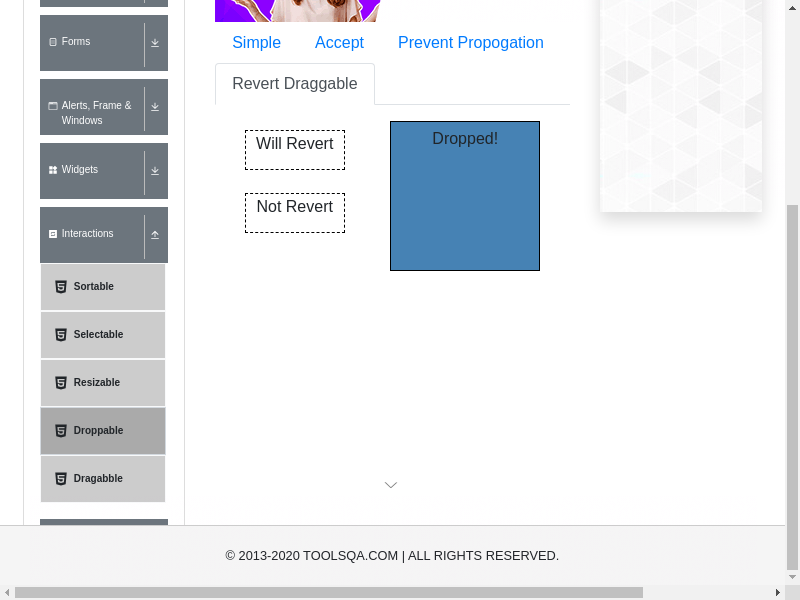 Forms
Alerts, Frame &
Windows
Widgets
Interactions
Sortable
Selectable
Resizable
Droppable
Dragabble
Simple
Accept
Prevent Propogation
Revert Draggable
Will Revert
Not Revert
Dropped!
© 2013-2020 TOOLSQA.COM | ALL RIGHTS RESERVED.